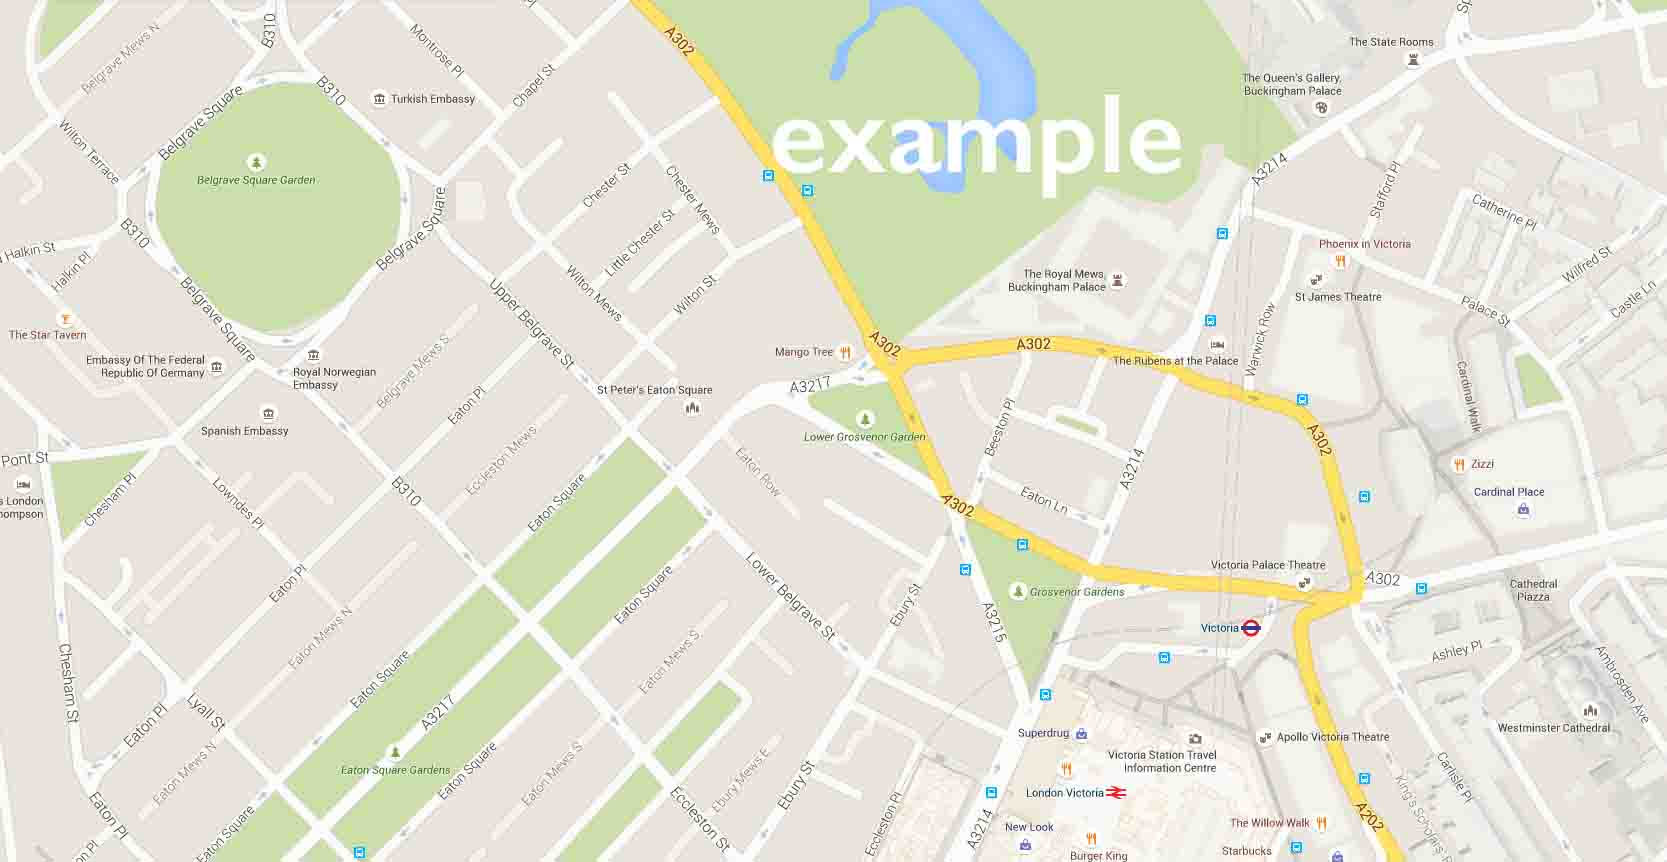 B310
Belgrave Mews N
Montrose Pl
A302
The State Rooms
Chapel St
B310
Turkish Embassy
The Queen's Gallery,
Buckingham Palace
Belgrave Square
example
Wilton Terrace
Belgrave Square Garden
Chester St
Chester Mews
A3214
Stafford Pl
Catherine Pl
B310
Belgrave Square
Little Chester St
Halkin St
Halkin Pl
Phoenix in Victoria
Wilfred St
The Royal Mews,
Buckingham Palace
St James Theatre
Castle Ln
Palace St
Wilton Mews
Wilton St
Upper Belgrave St
Belgrave Square
The Star Tavern
Belgrave Mews S
Warwick Row
A302
A302
Mango Tree
The Rubens at the Palace
Embassy Of The Federal
Republic Of Germany
Royal Norwegian
Embassy
A3217
St Peter's Eaton Square
Eaton Pl
Cardinal Walk
Spanish Embassy
Lower Grosvenor Garden
Beeston Pl
A302
Pont St
Eccleston Mews
Eaton Row
A3214
Zizzi
s London
hompson
Chesham Pl
Lowndes Pl
B310
Eaton Square
Eaton Ln
A302
Cardinal Place
Eaton Pl
Lower Belgrave St
Eaton Square
Victoria Palace Theatre
A302
Grosvenor Gardens
Cathedral
Piazza
Ebury St
A3215
Eaton Mews N
Victoria
Ashley Pl
Chesham St
Eaton Square
Eaton Mews S
Ambrosden Ave
Eaton Pl
Lyall St
A3217
Westminster Cathedral
Superdrug
Apollo Victoria Theatre
Victoria Station Travel
Information Centre
Eaton Mews N
Eaton Square Gardens
Eaton Square
Eaton Mews S
Ebury Mews E
Ebury St
Carlisle Pl
London Victoria
King's Scholars
Eaton Pl
Eaton Square
Eccleston St
Eccleston Pl
A3214
New Look
The Willow Walk
A202
Burger King
Starbucks